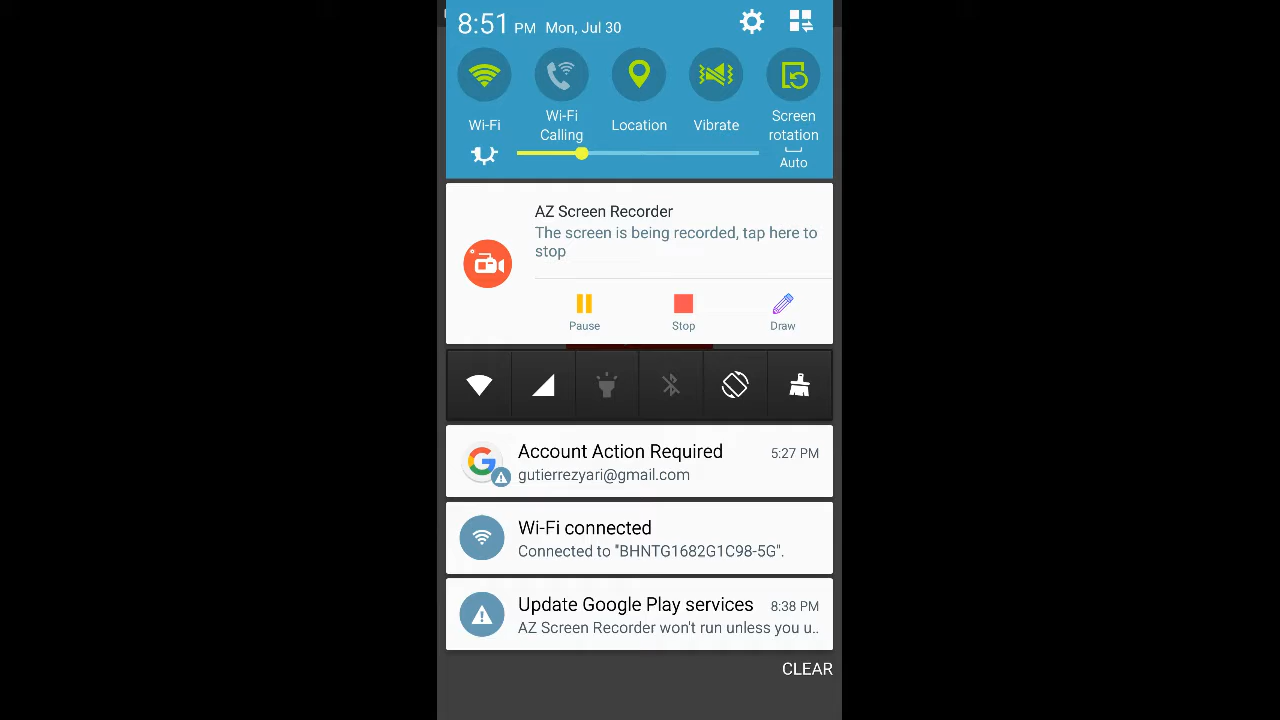 8:51 PM Mon, Jul 30
Wi-Fi
Wi-Fi
Calling
Location
Vibrate
Screen
rotation
Auto
AZ Screen Recorder
The screen is being recorded, tap here to
stop
Pause
Stop
Draw
Account Action Required 5:27 PM
gutierrezyari@gmail.com
Wi-Fi connected
Connected to "BHNTG1682G1C98-5G".
Update Google Play services 8:38 PM
AZ Screen Recorder won't run unless you u..
CLEAR